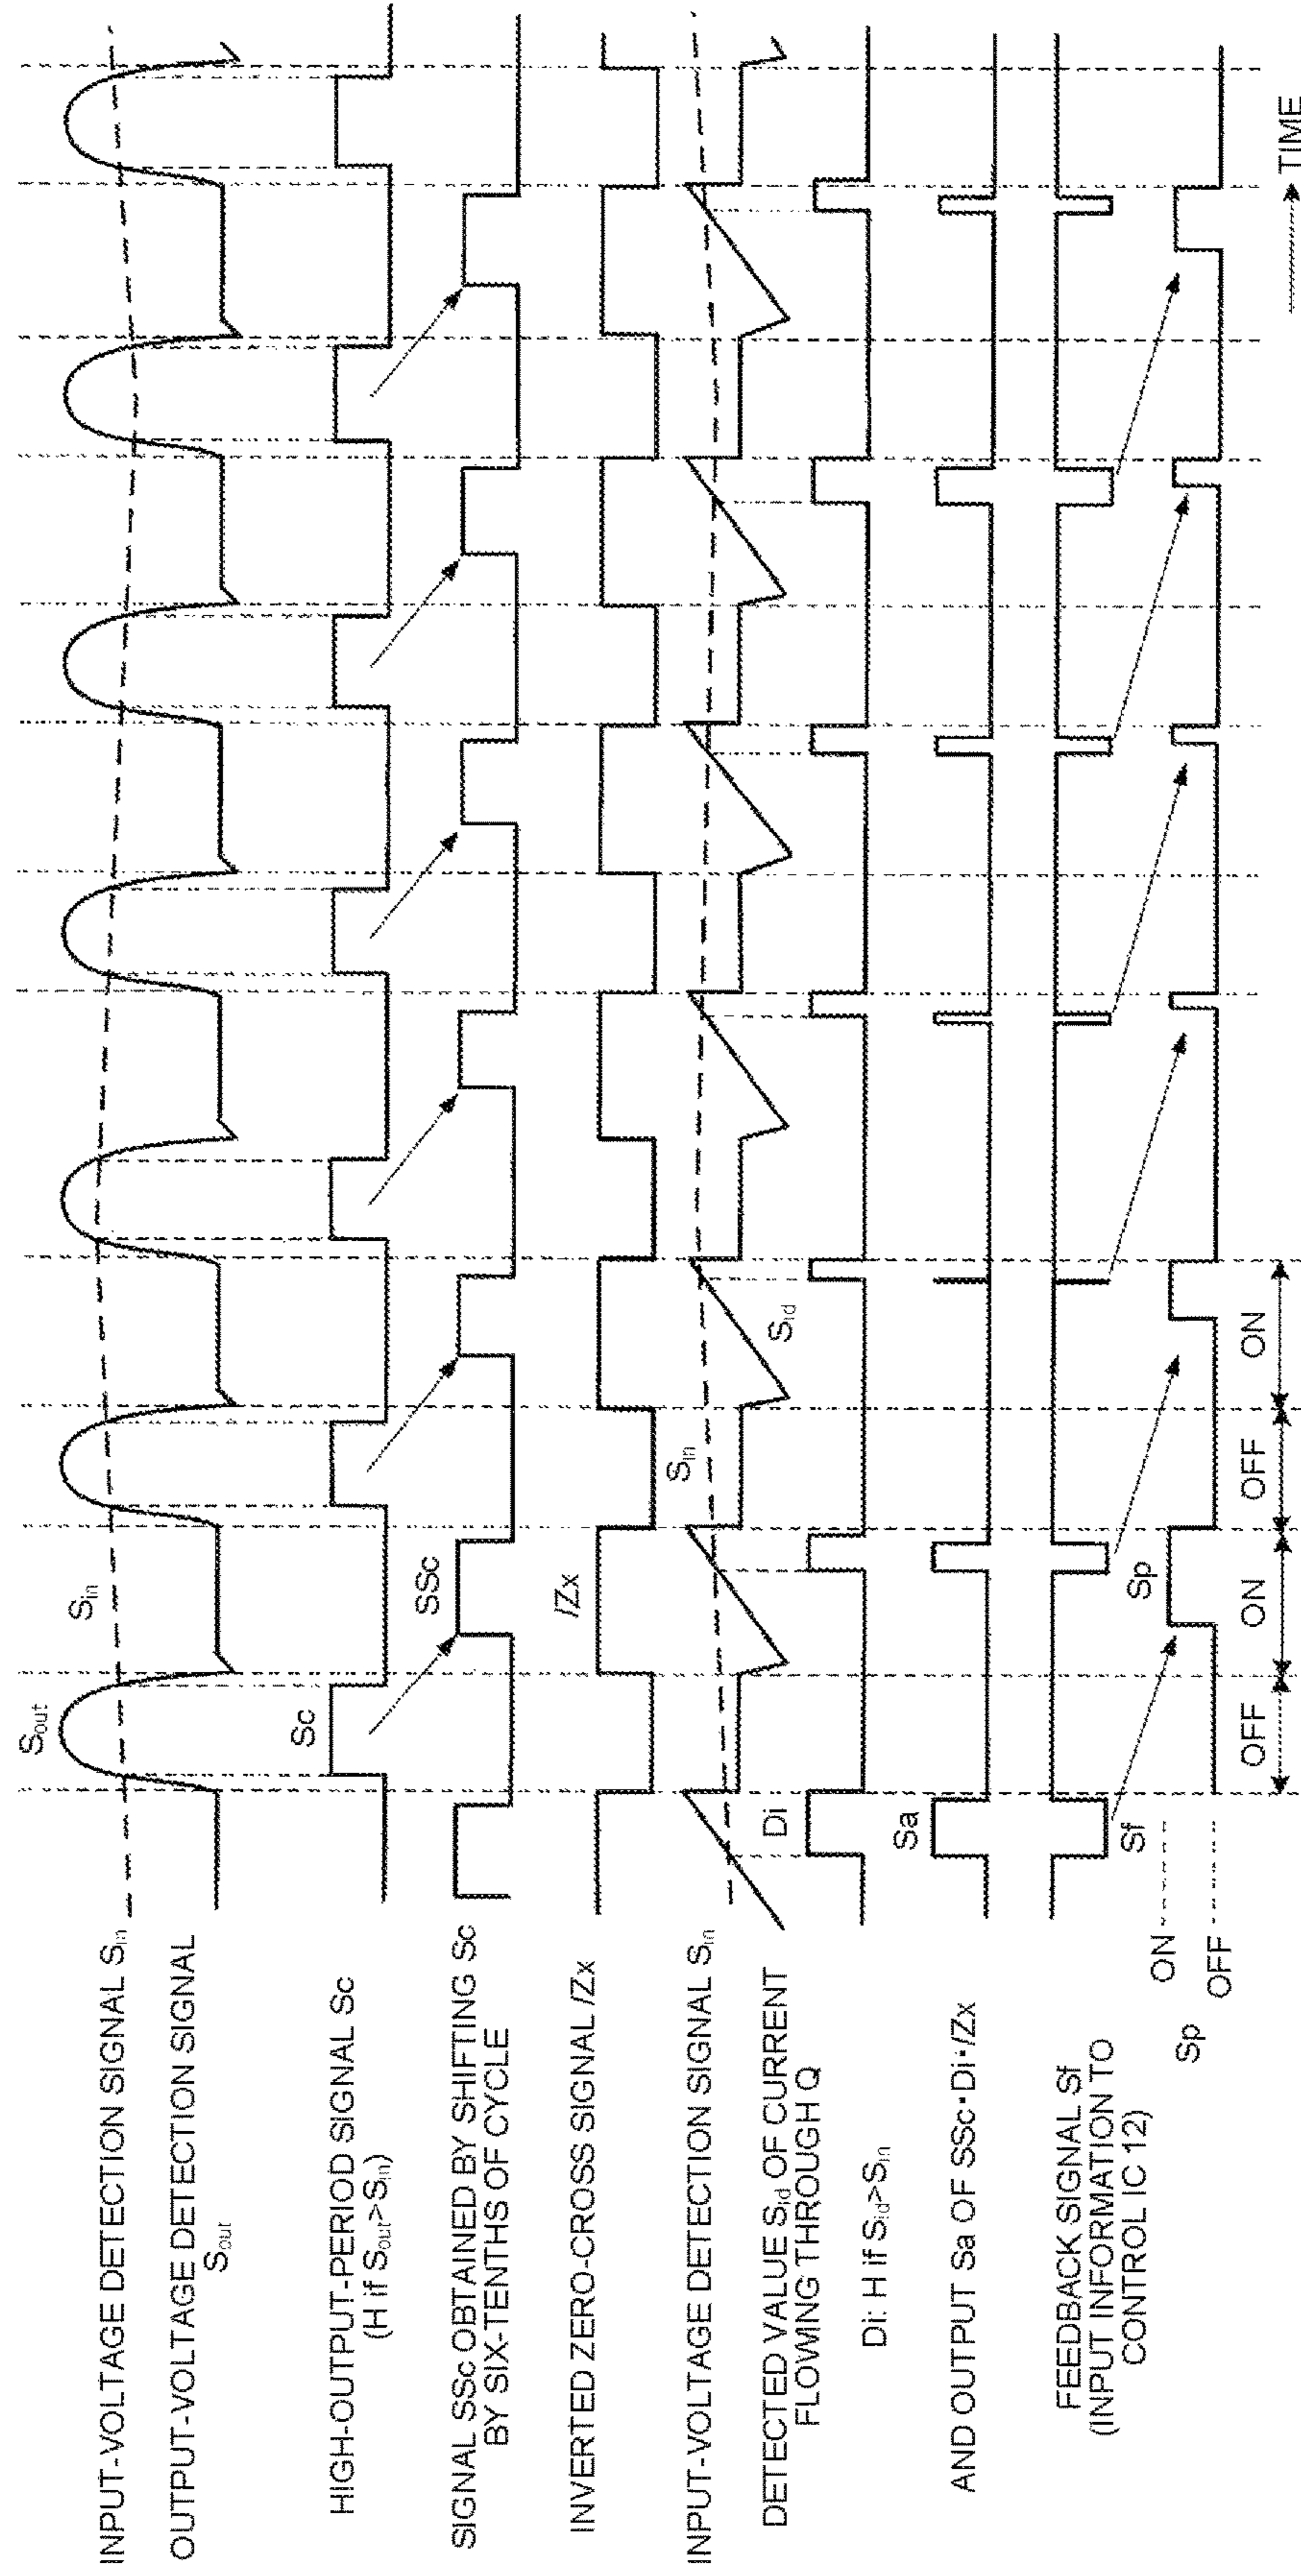 INPUT-VOLTAGE DETECTION SIGNAL Sin
OUTPUT-VOLTAGE DETECTION SIGNAL
Sout
HIGH-OUTPUT-PERIOD SIGNAL Sc
(H if Sout>Sin)
SIGNAL SSc OBTAINED BY SHIFTING Sc
BY SIX-TENTHS OF CYCLE
INVERTED ZERO-CROSS SIGNAL /Zx
INPUT-VOLTAGE DETECTION SIGNAL Sin
DETECTED VALUE Sid OF CURRENT
FLOWING THROUGH Q
Di: H if Sid>Sin
AND OUTPUT Sa OF SSc·Di·/Zx
FEEDBACK SIGNAL Sf
(INPUT INFORMATION TO
CONTROL IC 12)
Sp
ON
OFF
Sout
Sin
Sc
SSc
/Zx
Sin
Sid
Di
Sa
Sf
Sp
OFF
ON
OFF
ON
TIME